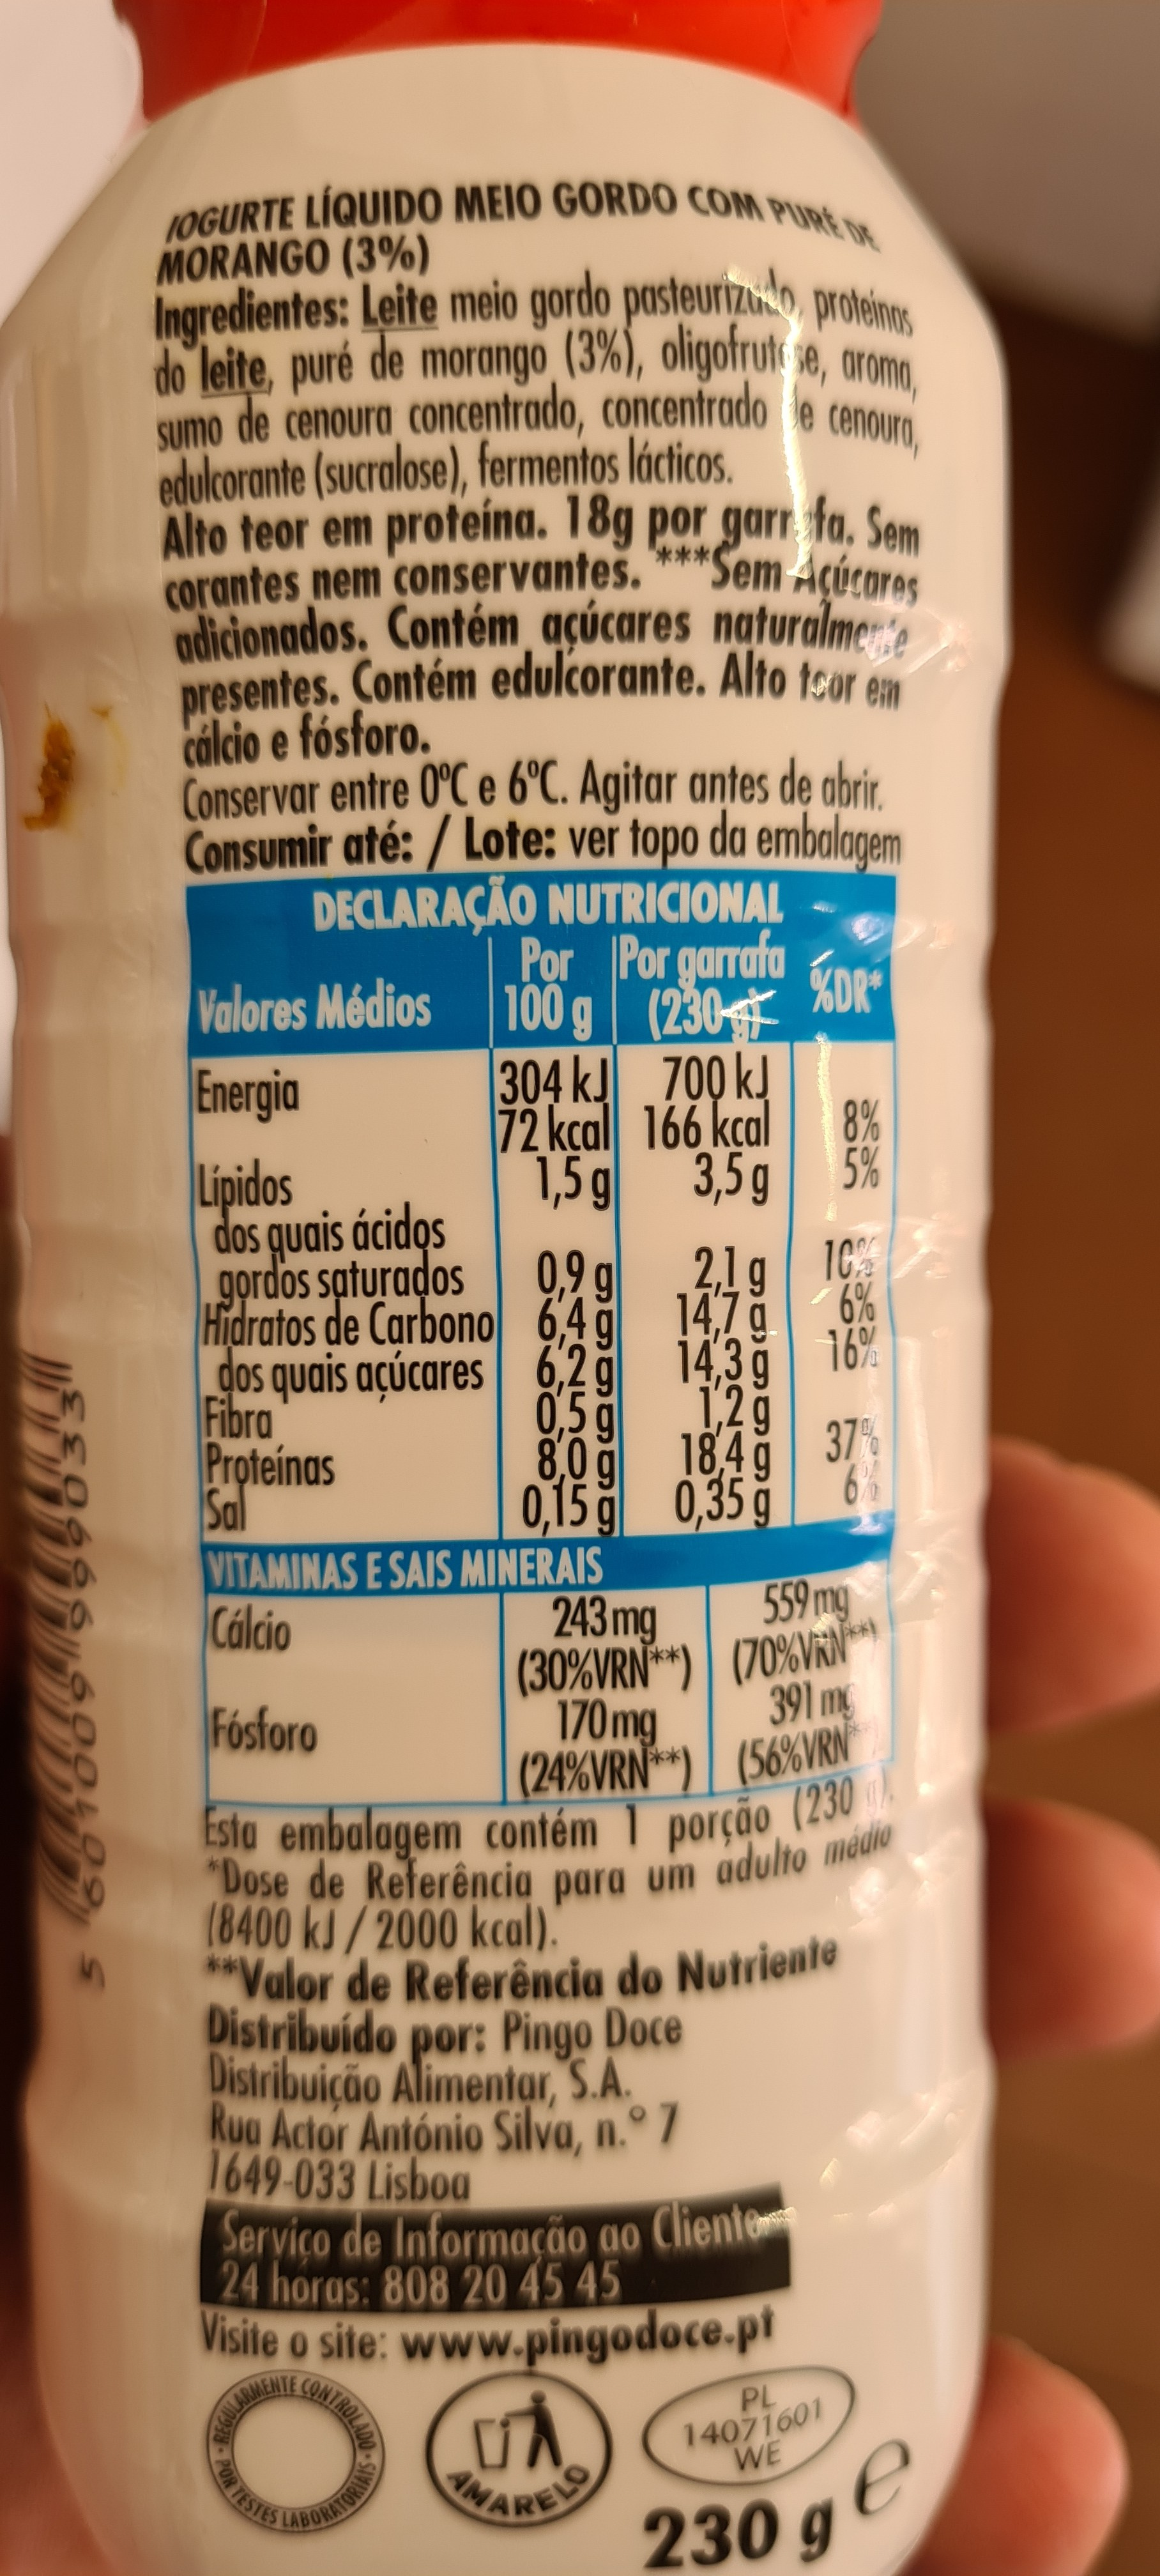 IOGURTE LÍQUIDO MEIO GORDO COM PURÉ DE
MORANGO (3%)
Ingredientes: Leite meio gordo pasteurizado, proteínas
do leite, puré de morango (3%), oligofrutose, aroma,
sumo de cenoura concentrado, concentrado de cenoura,
edulcorante (sucralose), fermentos lácticos.
Alto teor em proteína. 18g por garrafa. Sem
corantes nem conservantes. ***Sem Açúcares
adicionados. Contém açúcares naturalmente
presentes. Contém edulcorante. Alto teor em
cálcio e fósforo.
Conservar entre 0ºC e 6ºC. Agitar antes de abrir.
Consumir até: / Lote: ver topo da embalagem
DECLARAÇÃO NUTRICIONAL
Valores Médios Por 100 g Por garrafa (230 g) %DR*
Energia 304 kJ 700 kJ
72 kcal 166 kcal 8%
Lípidos 1,5 g 3,5 g 5%
dos quais ácidos
gordos saturados 0,9 g 2,1 g 10%
Hidratos de Carbono 6,4 g 14,7 g 6%
dos quais açúcares 6,2 g 14,3 g 16%
Fibra 0,5 g 1,2 g
Proteínas 8,0 g 18,4 g 37%
Sal 0,15 g 0,35 g 6%
VITAMINAS E SAIS MINERAIS
Cálcio 243 mg 559 mg
(30%VRN**) (70%VRN**)
Fósforo 170 mg 391 mg
(24%VRN**) (56%VRN**)
Esta embalagem contém 1 porção (230 g).
*Dose de Referência para um adulto médio
(8400 kJ / 2000 kcal).
**Valor de Referência do Nutriente
Distribuído por: Pingo Doce
Distribuição Alimentar, S.A.
Rua Actor António Silva, n.º 7
1649-033 Lisboa
Serviço de Informação ao Cliente
24 horas: 808 20 45 45
Visite o site: www.pingodoce.pt
REGULARMENTE CONTROLADO • POR TESTES LABORATORIAIS •
AMARELO
PL
14071601
WE
230 g e
5 601009 999033